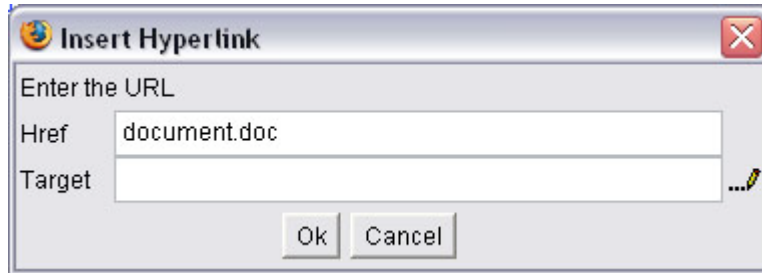 Insert Hyperlink
Enter the URL
Href document.doc
Target ...
Ok Cancel